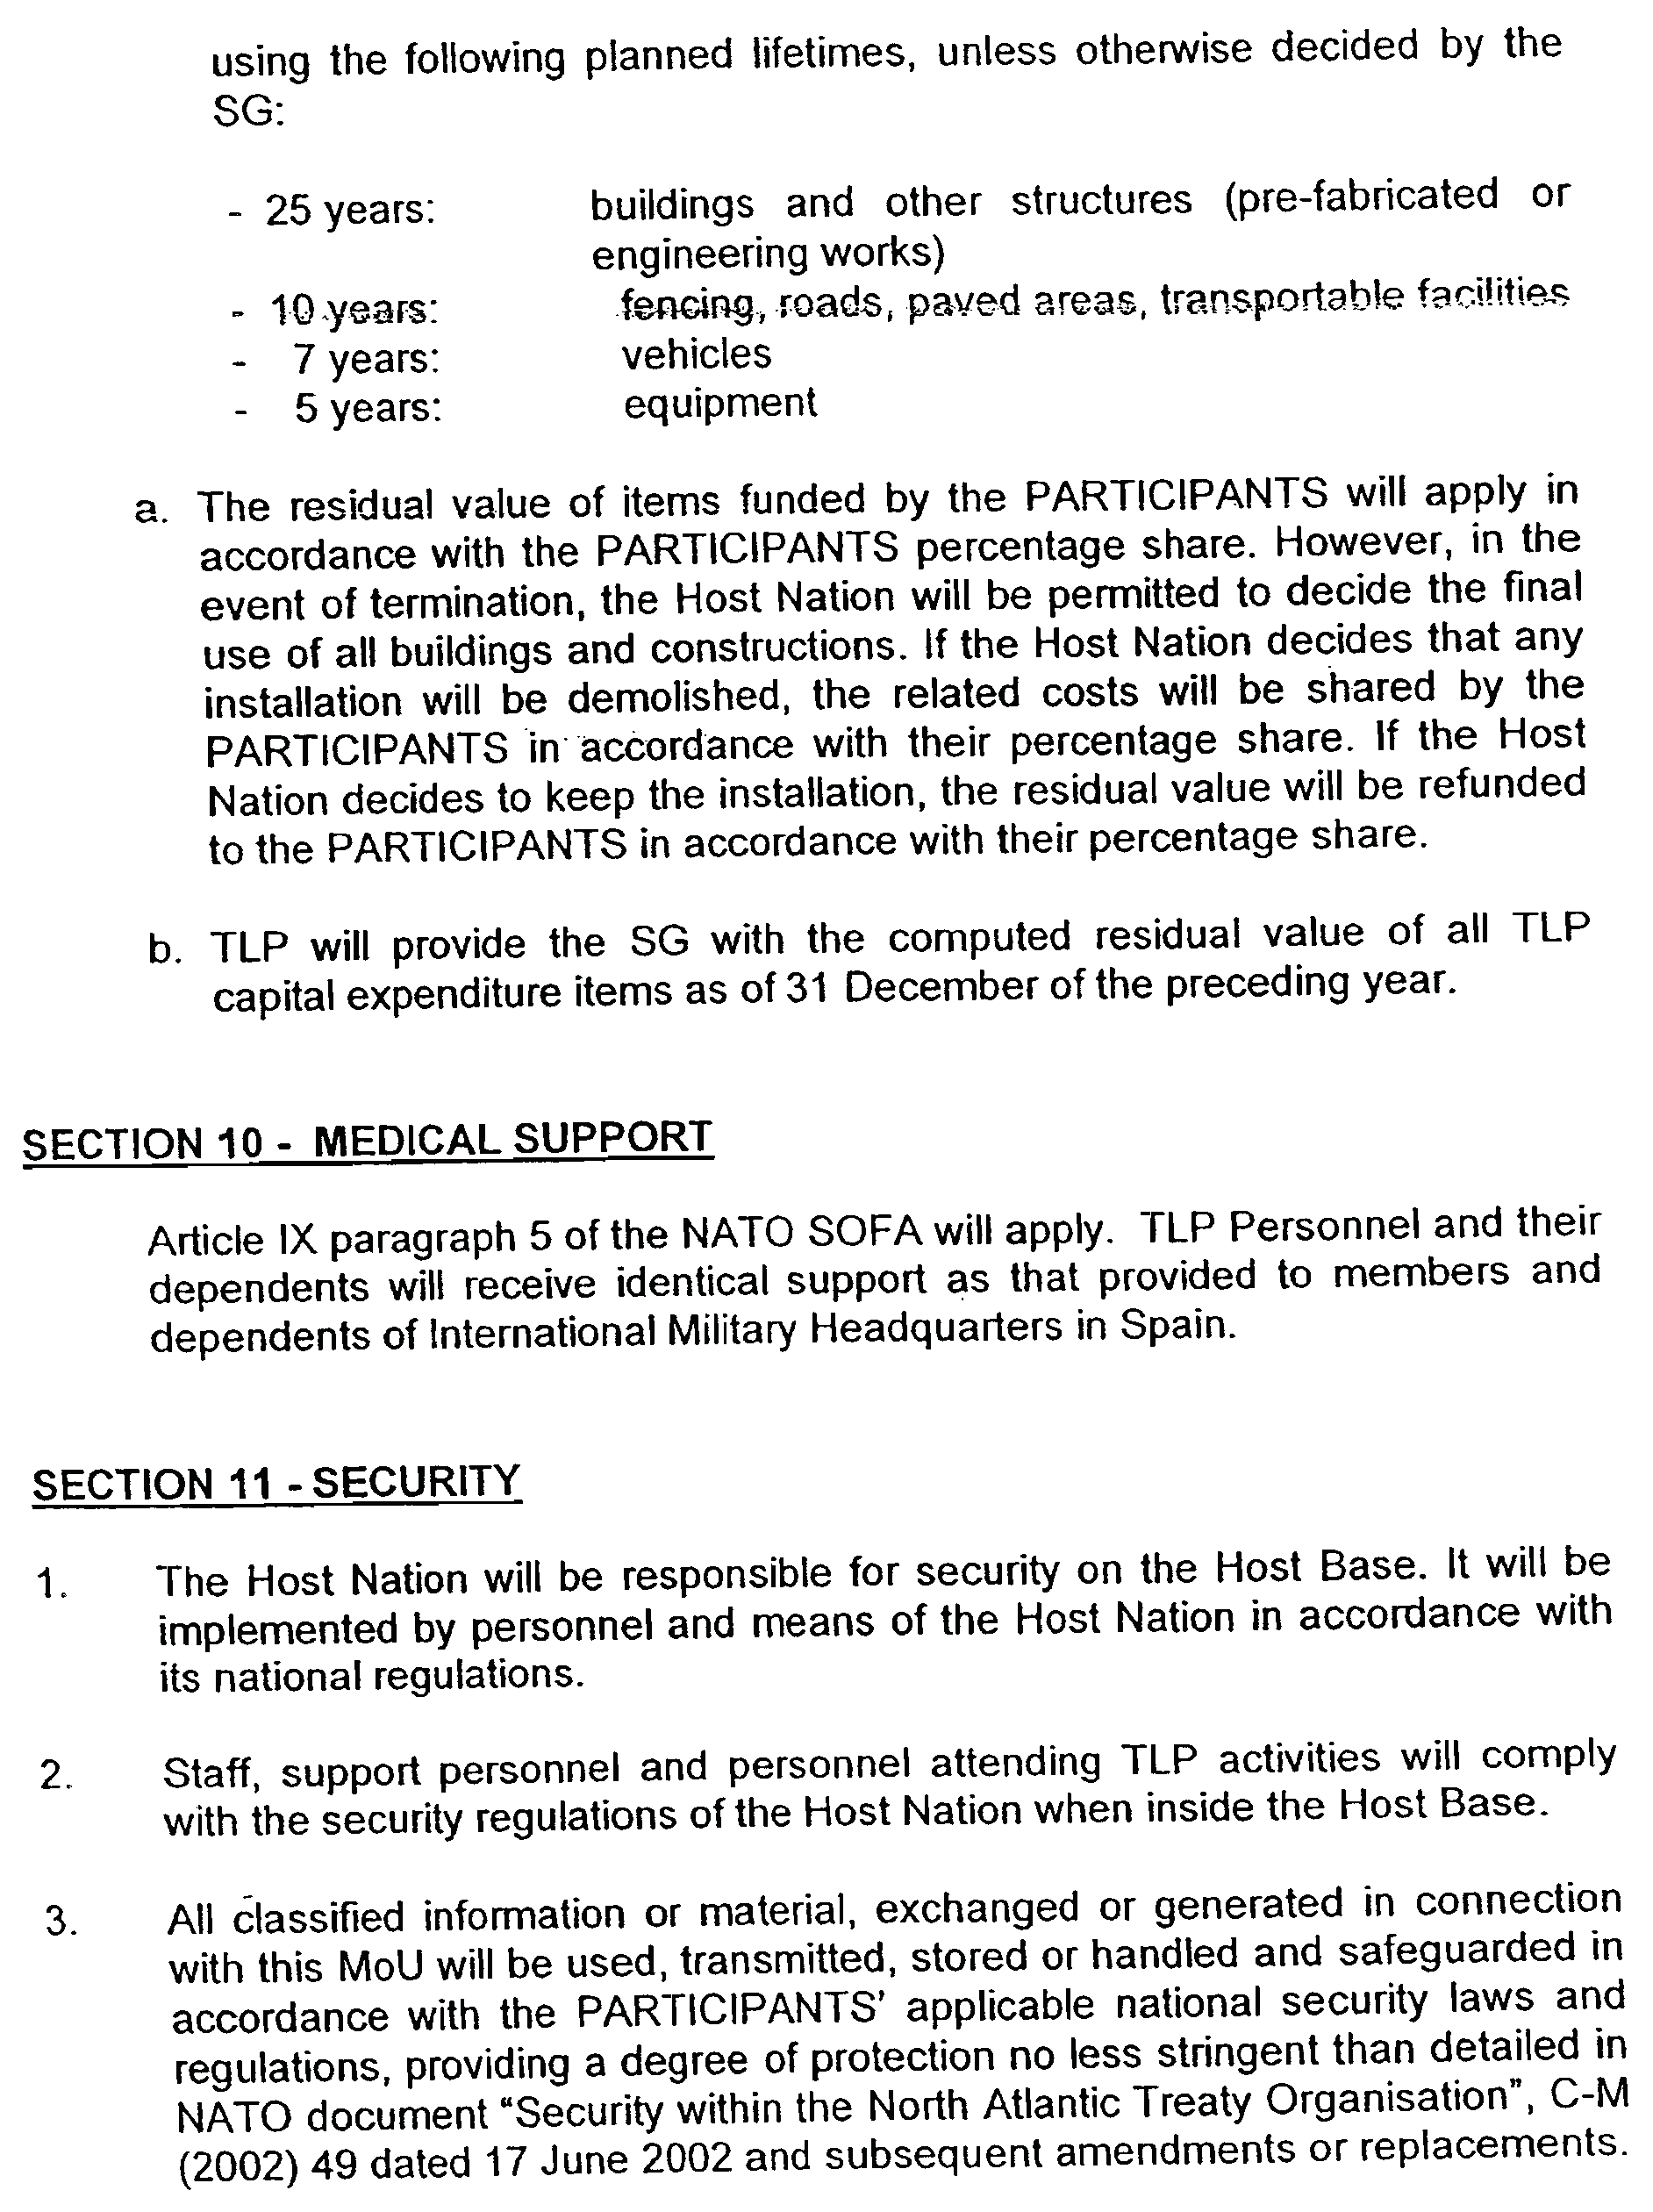 using the following planned lifetimes, unless otherwise decided by the
SG:
- 25 years: buildings and other structures (pre-fabricated or
engineering works)
- 10 years: fencing, roads, paved areas, transportable facilities
- 7 years: vehicles
- 5 years: equipment
a. The residual value of items funded by the PARTICIPANTS will apply in
accordance with the PARTICIPANTS percentage share. However, in the
event of termination, the Host Nation will be permitted to decide the final
use of all buildings and constructions. If the Host Nation decides that any
installation will be demolished, the related costs will be shared by the
PARTICIPANTS in accordance with their percentage share. If the Host
Nation decides to keep the installation, the residual value will be refunded
to the PARTICIPANTS in accordance with their percentage share.
b. TLP will provide the SG with the computed residual value of all TLP
capital expenditure items as of 31 December of the preceding year.
SECTION 10 - MEDICAL SUPPORT
Article IX paragraph 5 of the NATO SOFA will apply. TLP Personnel and their
dependents will receive identical support as that provided to members and
dependents of International Military Headquarters in Spain.
SECTION 11 - SECURITY
1. The Host Nation will be responsible for security on the Host Base. It will be
implemented by personnel and means of the Host Nation in accordance with
its national regulations.
2. Staff, support personnel and personnel attending TLP activities will comply
with the security regulations of the Host Nation when inside the Host Base.
3. All classified information or material, exchanged or generated in connection
with this MoU will be used, transmitted, stored or handled and safeguarded in
accordance with the PARTICIPANTS' applicable national security laws and
regulations, providing a degree of protection no less stringent than detailed in
NATO document “Security within the North Atlantic Treaty Organisation”, C-M
(2002) 49 dated 17 June 2002 and subsequent amendments or replacements.